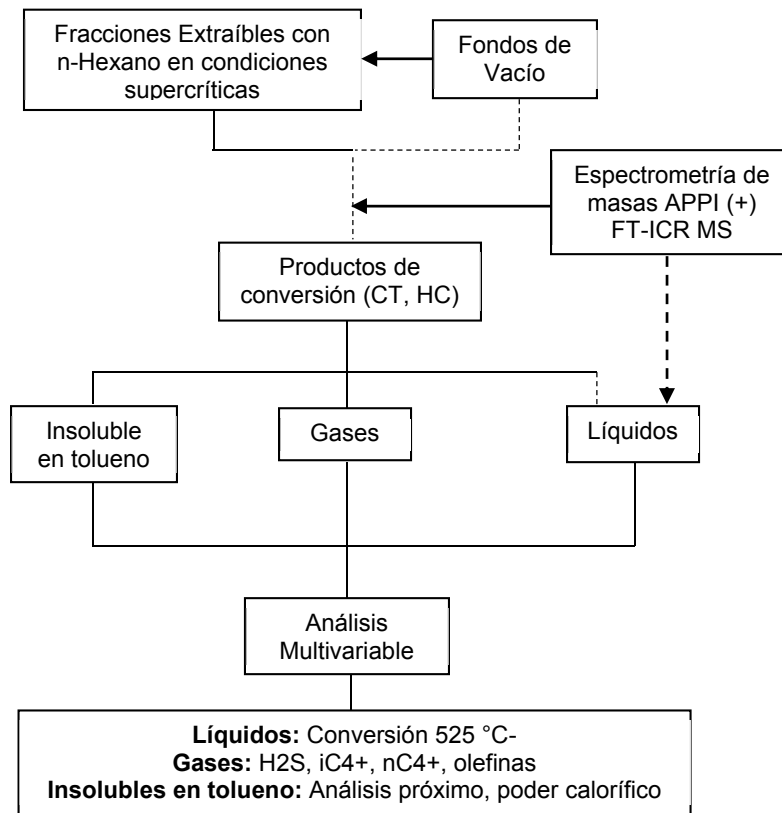 Fracciones Extraíbles con
n-Hexano en condiciones
supercríticas
Fondos de
Vacío
Espectrometría de
masas APPI (+)
FT-ICR MS
Productos de
conversión (CT, HC)
Insoluble
en tolueno
Gases
Líquidos
Análisis
Multivariable
Líquidos: Conversión 525 °C-
Gases: H2S, iC4+, nC4+, olefinas
Insolubles en tolueno: Análisis próximo, poder calorífico